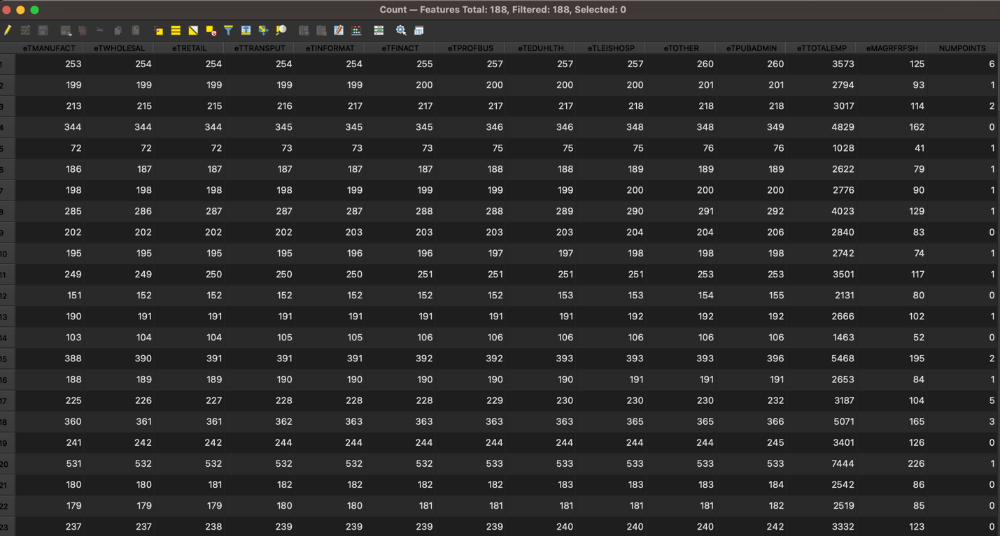 Count — Features Total: 188, Filtered: 188, Selected: 0
eTMANUFACT eTWHOLESAL eTRETAIL eTTRANSPUT eTINFORMAT eTFINACT eTPROFBUS eTEDUHLTH eTLEISHOSP eTOTHER eTPUBADMIN eTTOTALEMP eMAGRFRFSH NUMPOINTS
1 253 254 254 254 254 255 257 257 257 260 260 3573 125 6
2 199 199 199 199 199 200 200 200 200 201 201 2794 93 1
3 213 215 215 216 217 217 217 217 218 218 218 3017 114 2
4 344 344 344 345 345 345 346 346 348 348 349 4829 162 0
5 72 72 72 73 73 73 75 75 75 76 76 1028 41 1
6 186 187 187 187 187 187 188 188 189 189 189 2622 79 1
7 198 198 198 198 199 199 199 199 200 200 200 2776 90 1
8 285 286 287 287 287 288 288 289 290 291 292 4023 129 1
9 202 202 202 202 203 203 203 203 204 204 206 2840 83 0
10 195 195 195 195 196 196 197 197 198 198 198 2742 74 1
11 249 249 250 250 250 251 251 251 251 253 253 3501 117 1
12 151 152 152 152 152 152 152 153 153 154 155 2131 80 0
13 190 191 191 191 191 191 191 191 192 192 192 2666 102 1
14 103 104 104 105 105 106 106 106 106 106 106 1463 52 0
15 388 390 391 391 391 392 392 393 393 393 396 5468 195 2
16 188 189 189 190 190 190 190 190 191 191 191 2653 84 1
17 225 226 227 228 228 228 229 230 230 230 232 3187 104 5
18 360 361 361 362 363 363 363 363 365 365 366 5071 165 3
19 241 242 242 244 244 244 244 244 244 244 245 3401 126 0
20 531 532 532 532 532 532 533 533 533 533 533 7444 226 1
21 180 180 181 182 182 182 182 183 183 183 184 2542 86 0
22 179 179 179 180 180 181 181 181 181 181 182 2519 85 0
23 237 237 238 239 239 239 239 240 240 240 242 3332 123 0